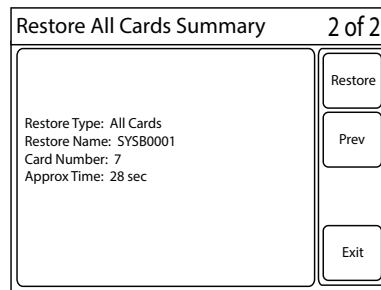 Restore All Cards Summary 2 of 2
Restore Type: All Cards
Restore Name: SYSB0001
Card Number: 7
Approx Time: 28 sec
Restore
Prev
Exit